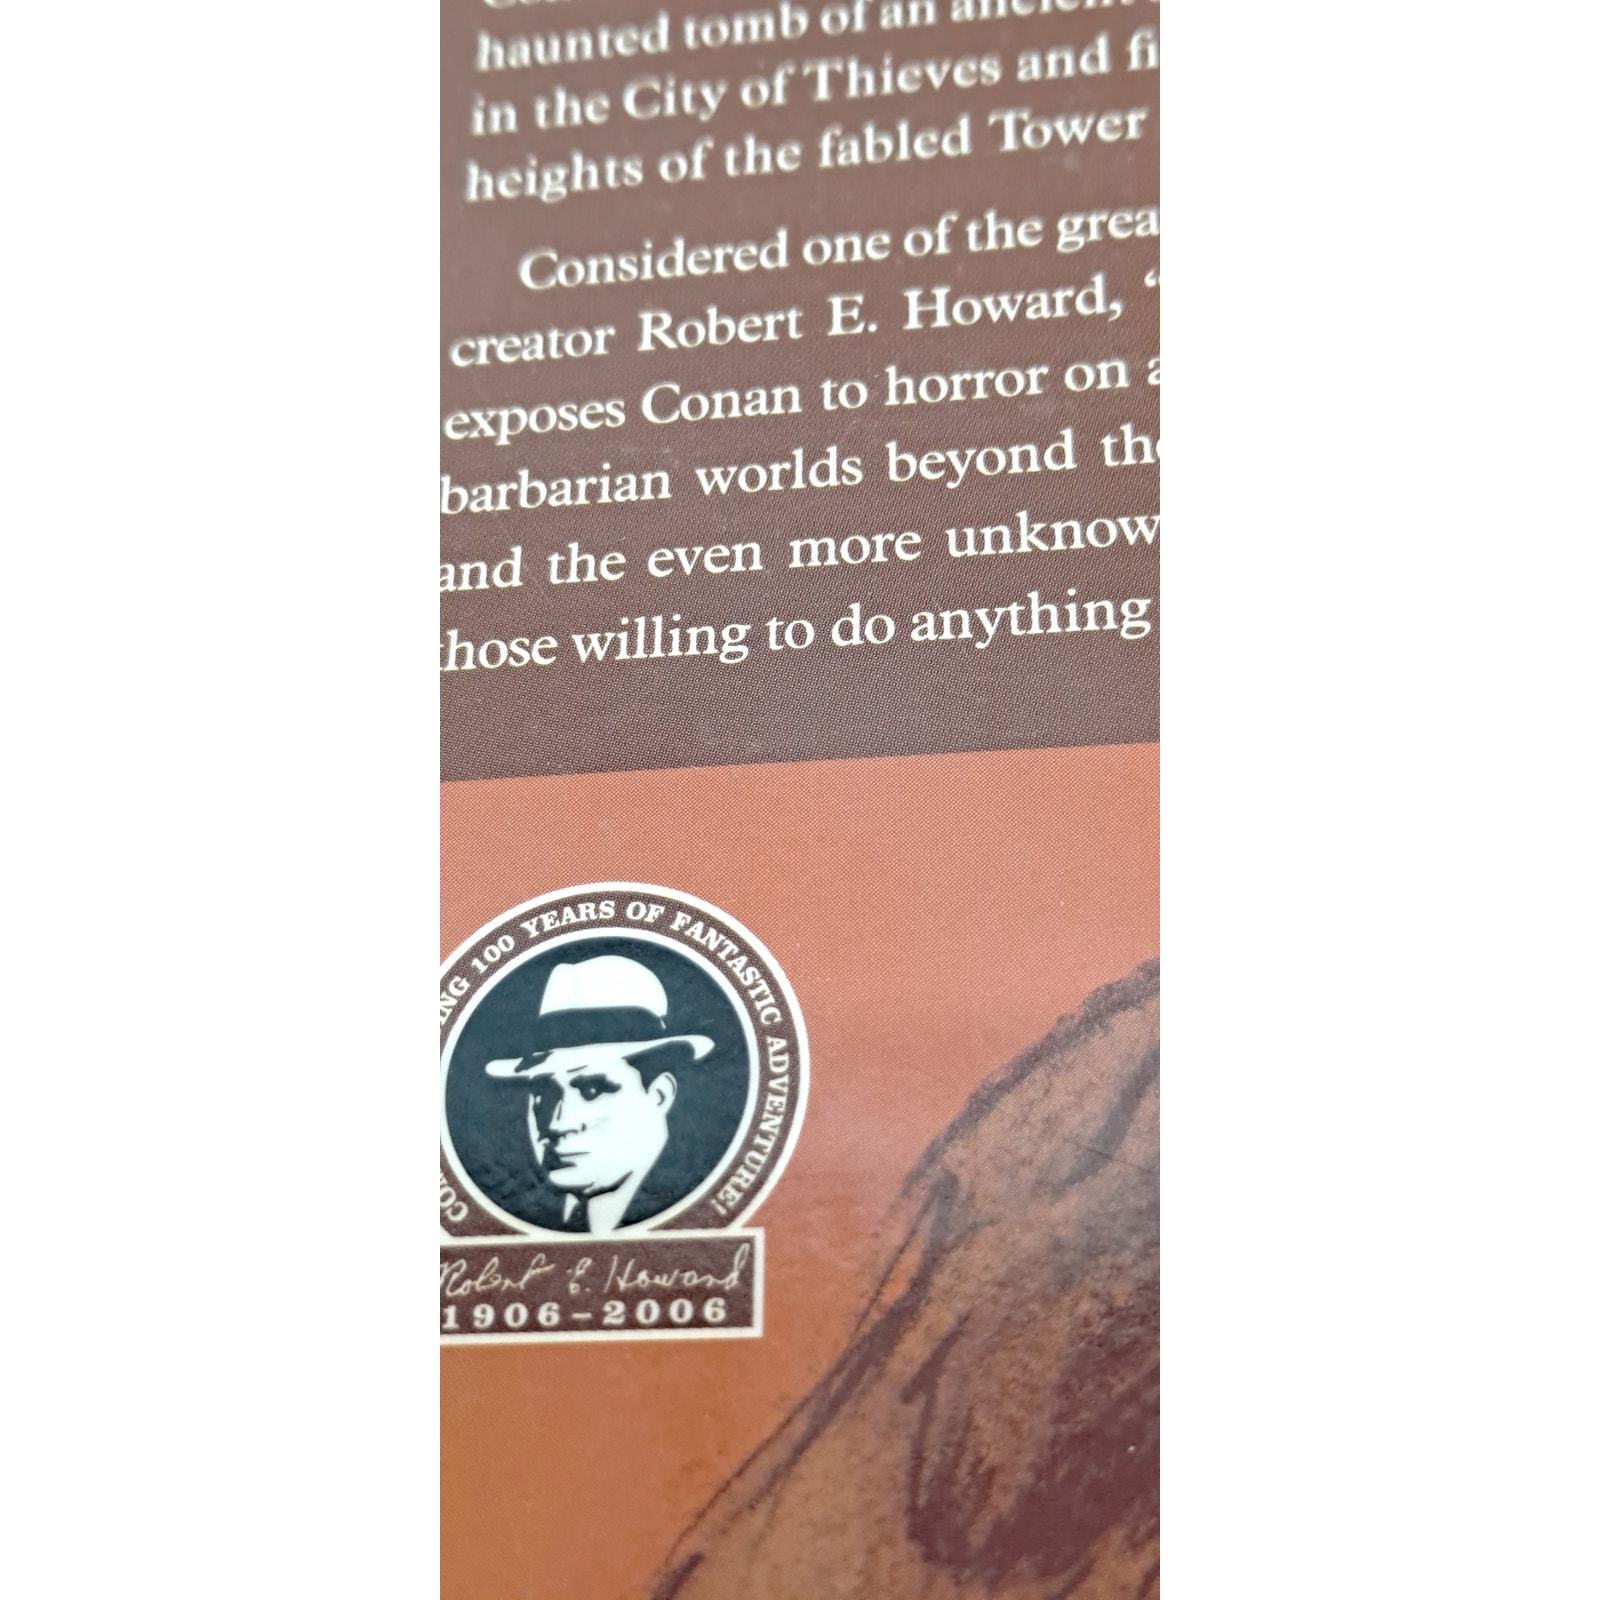 haunted tomb of an ancient
in the City of Thieves and
heights of the fabled Tower
Considered one of the
creator Robert E. Howard, “
exposes Conan to horror on
barbarian worlds beyond
and the even more
those willing to do anything
100 YEARS OF FANTASTIC ADVENTURE!
Robert E. Howard
1906–2006